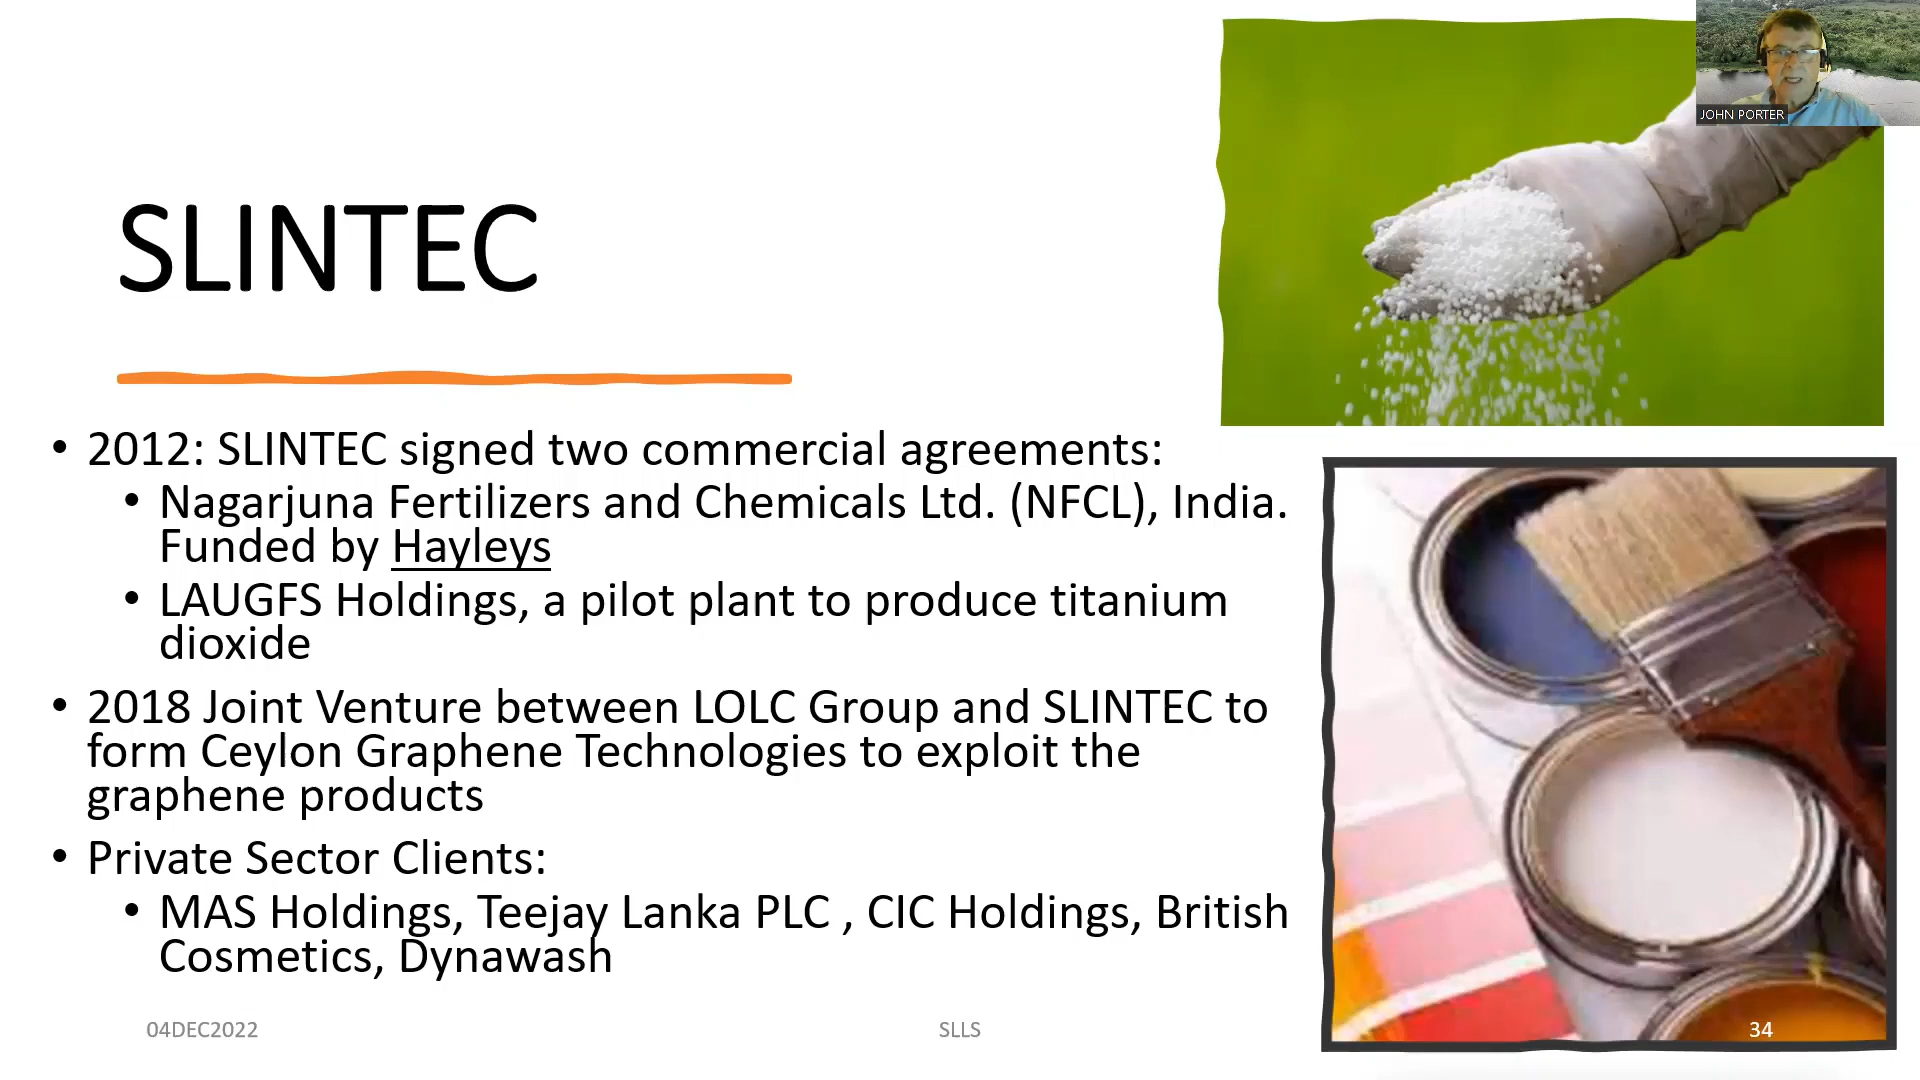 JOHN PORTER
SLINTEC
• 2012: SLINTEC signed two commercial agreements:
• Nagarjuna Fertilizers and Chemicals Ltd. (NFCL), India.
Funded by Hayleys
• LAUGFS Holdings, a pilot plant to produce titanium
dioxide
• 2018 Joint Venture between LOLC Group and SLINTEC to
form Ceylon Graphene Technologies to exploit the
graphene products
• Private Sector Clients:
• MAS Holdings, Teejay Lanka PLC , CIC Holdings, British
Cosmetics, Dynawash
04DEC2022
SLLS
34